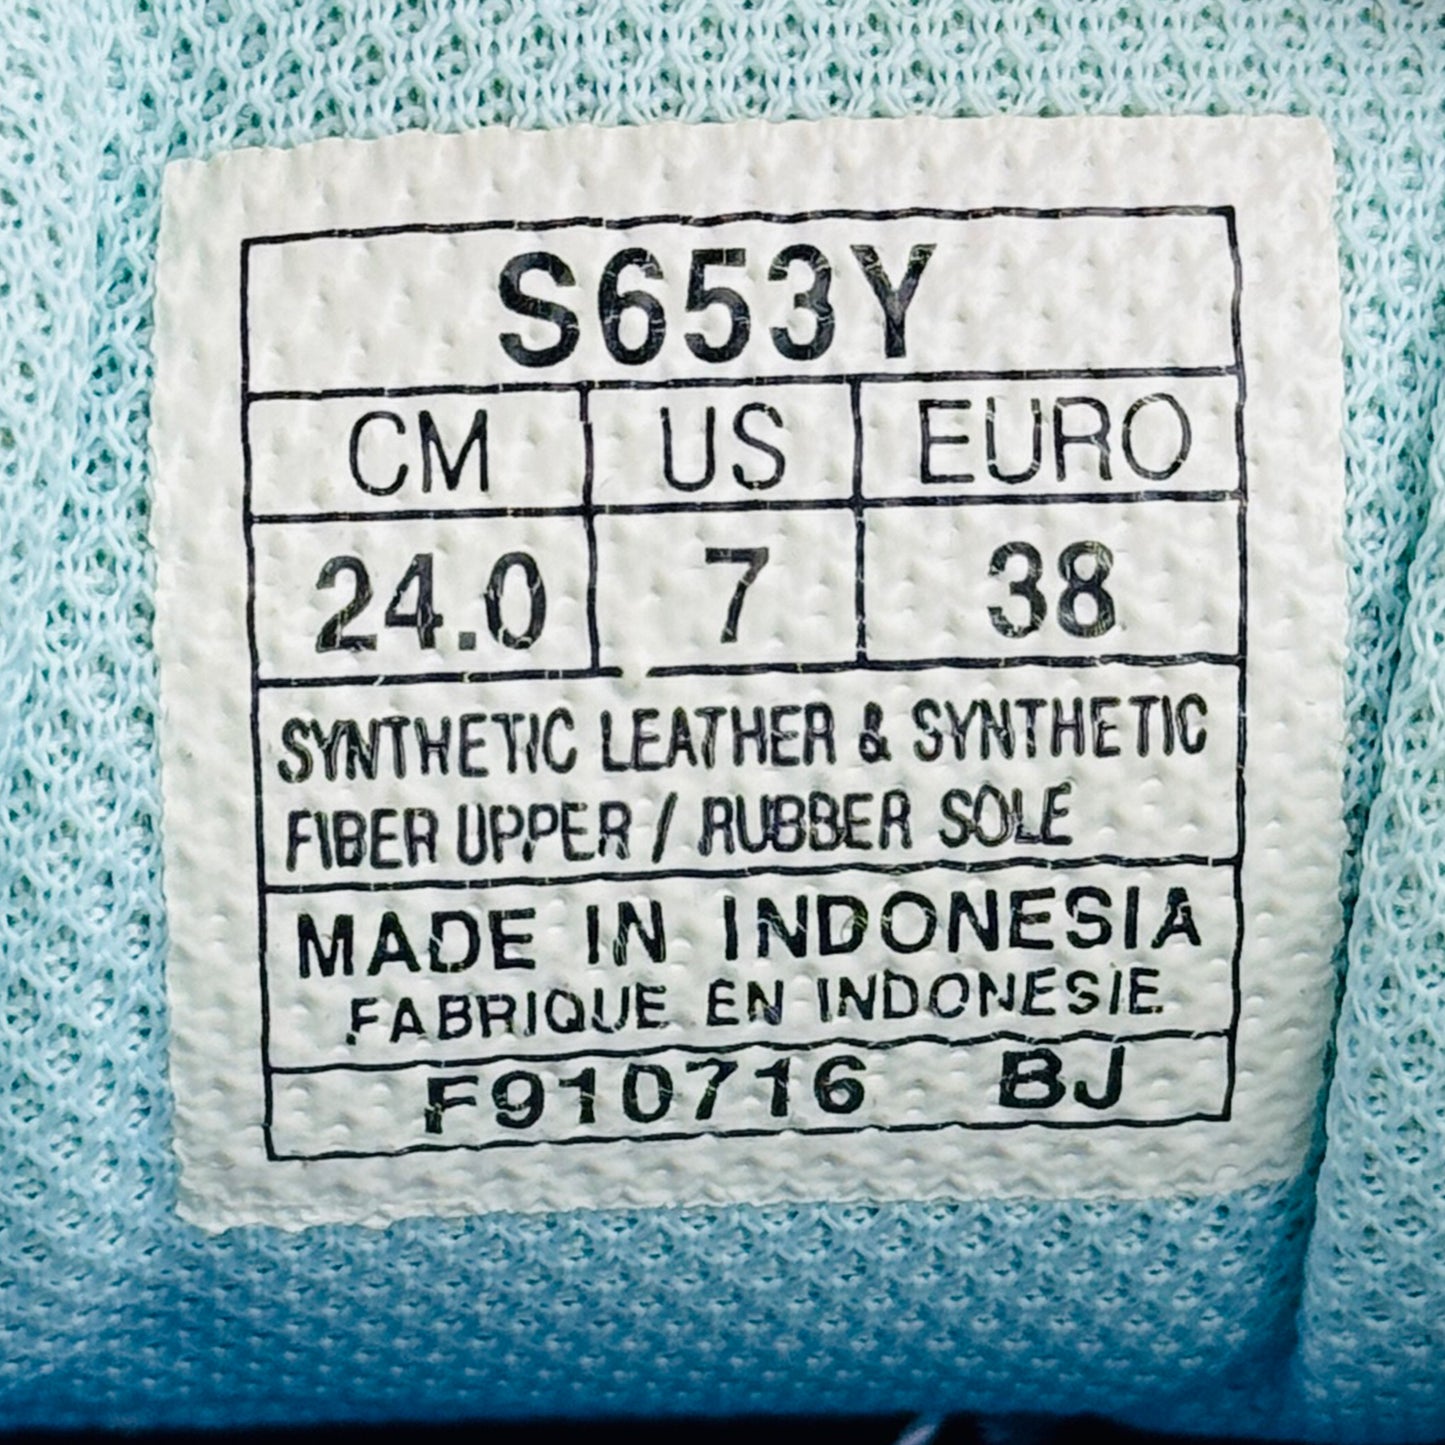 S653Y
CM US EURO
24.0 7 38
SYNTHETIC LEATHER & SYNTHETIC
FIBER UPPER / RUBBER SOLE
MADE IN INDONESIA
FABRIQUE EN INDONESIE
F910716 BJ